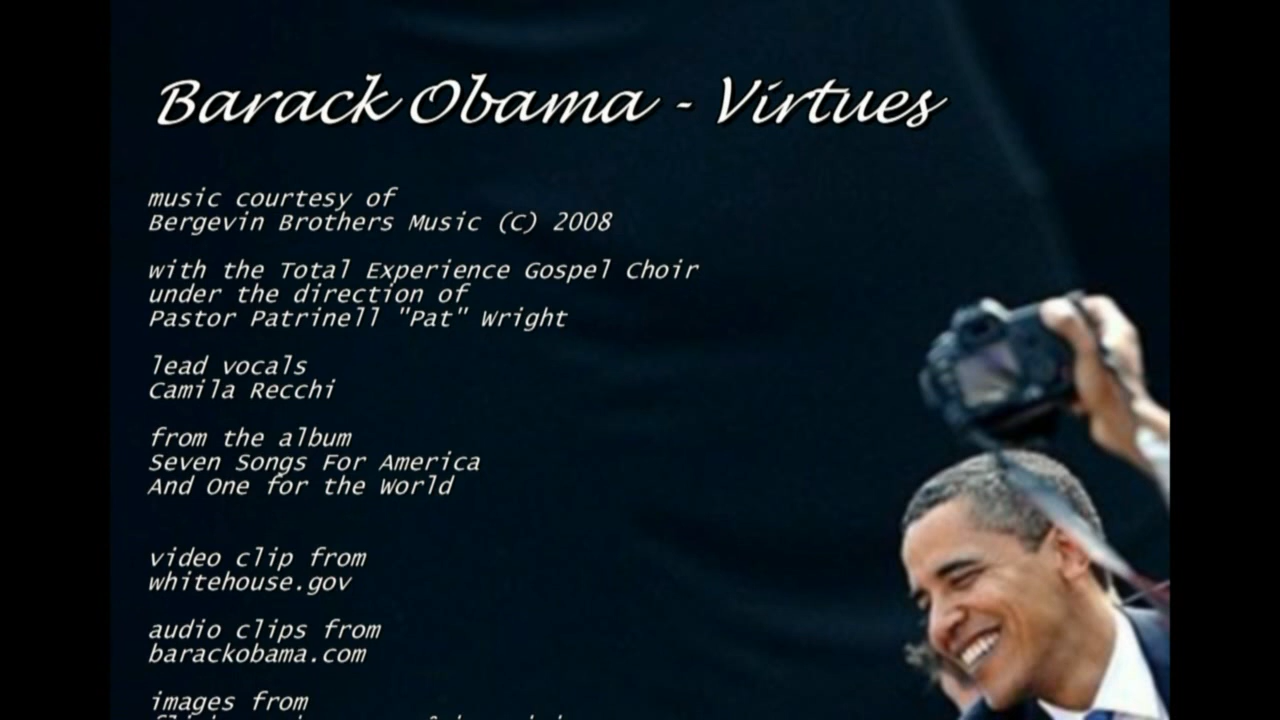 Barack Obama - Virtues
music courtesy of
Bergevin Brothers Music (C) 2008
with the Total Experience Gospel Choir
under the direction of
Pastor Patrinell "Pat" Wright
lead vocals
Camila Recchi
from the album
Seven Songs For America
And One for the World
video clip from
whitehouse.gov
audio clips from
barackobama.com
images from